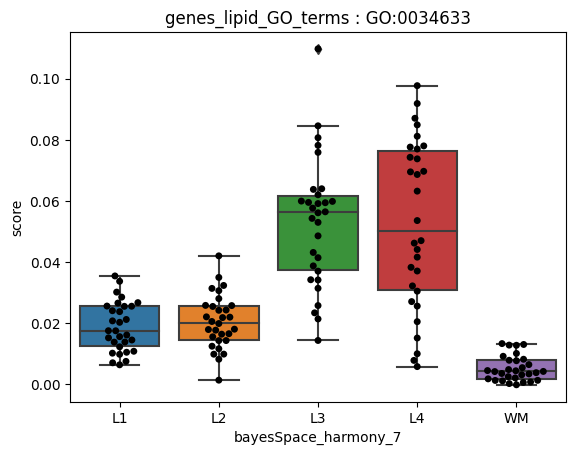 genes_lipid_GO_terms : GO:0034633
0.10
0.08
0.06
0.04
0.02
0.00
score
L1 L2 L3 L4 WM
bayesSpace_harmony_7